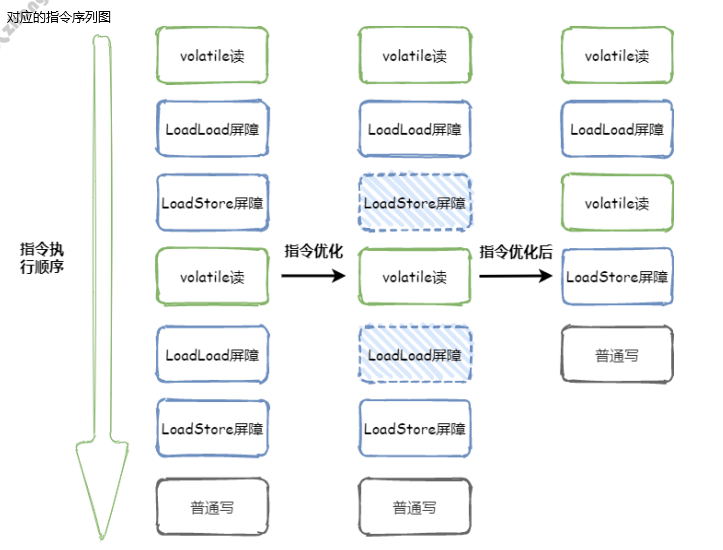 对应的指令序列图
指令执
行顺序
volatile读
LoadLoad屏障
LoadStore屏障
volatile读
LoadLoad屏障
LoadStore屏障
普通写
指令优化
volatile读
LoadLoad屏障
LoadStore屏障
volatile读
LoadLoad屏障
LoadStore屏障
普通写
指令优化后
volatile读
LoadLoad屏障
volatile读
LoadStore屏障
普通写